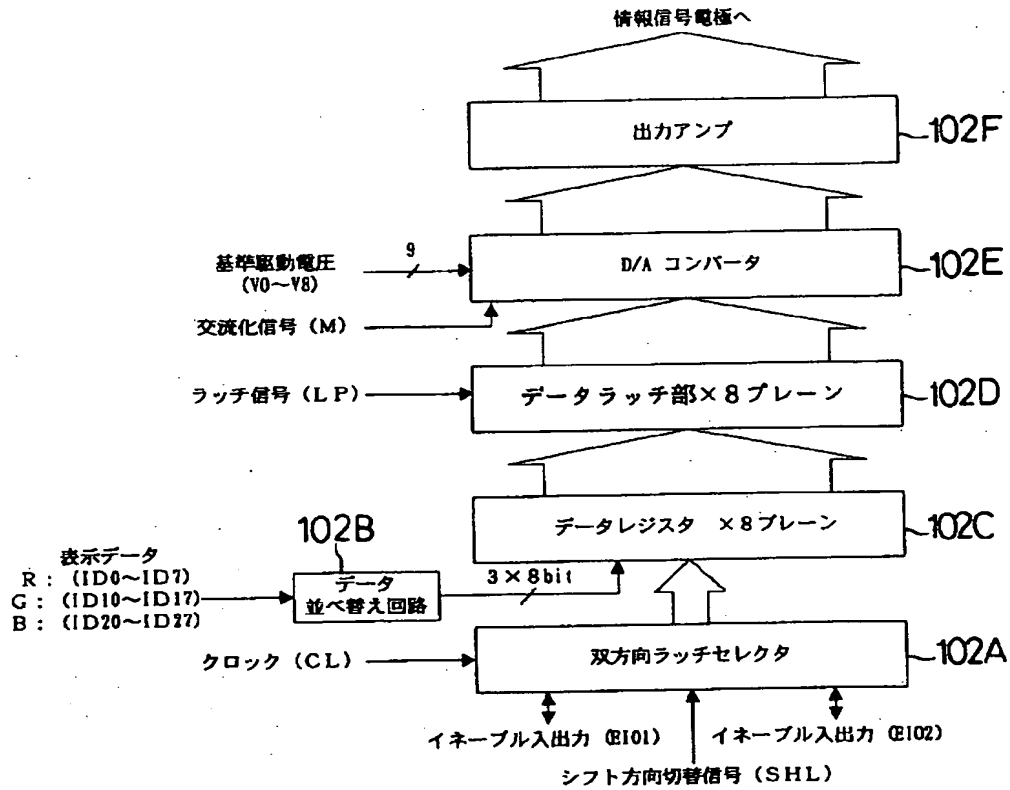 情報信号電極へ
出力アンプ
102F
D/A コンバータ
102E
基準駆動電圧
(V0～V8)
9
交流化信号(M)
ラッチ信号(LP)
データラッチ部×8プレーン
102D
データレジスタ ×8プレーン
102C
102B
表示データ
R：(ID0～ID7)
G：(ID10～ID17)
B：(ID20～ID27)
データ
並べ替え回路
3×8bit
クロック(CL)
双方向ラッチセレクタ
102A
イネーブル入出力(EIO1)
イネーブル入出力(EIO2)
シフト方向切替信号(SHL)